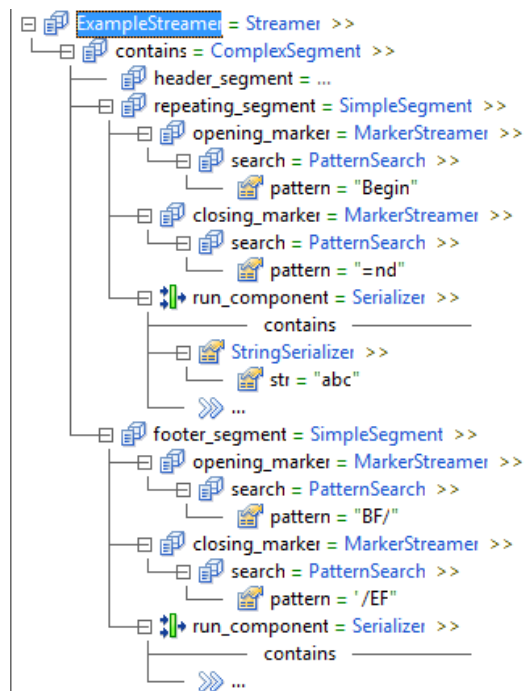 ExampleStreamer = Streamer >>
contains = ComplexSegment >>
header_segment = ...
repeating_segment = SimpleSegment >>
opening_marker = MarkerStreamer >>
search = PatternSearch >>
pattern = "Begin"
closing_marker = MarkerStreamer >>
search = PatternSearch >>
pattern = "=nd"
run_component = Serializer >>
contains
StringSerializer >>
str = "abc"
...
footer_segment = SimpleSegment >>
opening_marker = MarkerStreamer >>
search = PatternSearch >>
pattern = "BF/"
closing_marker = MarkerStreamer >>
search = PatternSearch >>
pattern = '/EF"
run_component = Serializer >>
contains
...